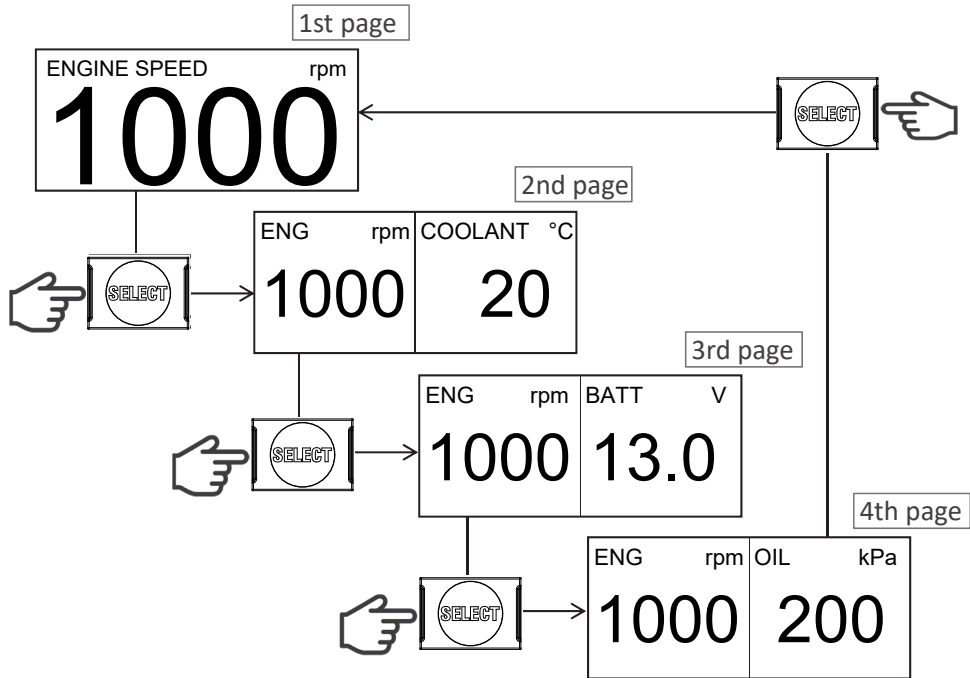 1st page
ENGINE SPEED rpm
1000
SELECT
2nd page
ENG rpm COOLANT °C
1000 20
SELECT
3rd page
ENG rpm BATT V
1000 13.0
SELECT
4th page
ENG rpm OIL kPa
1000 200
SELECT